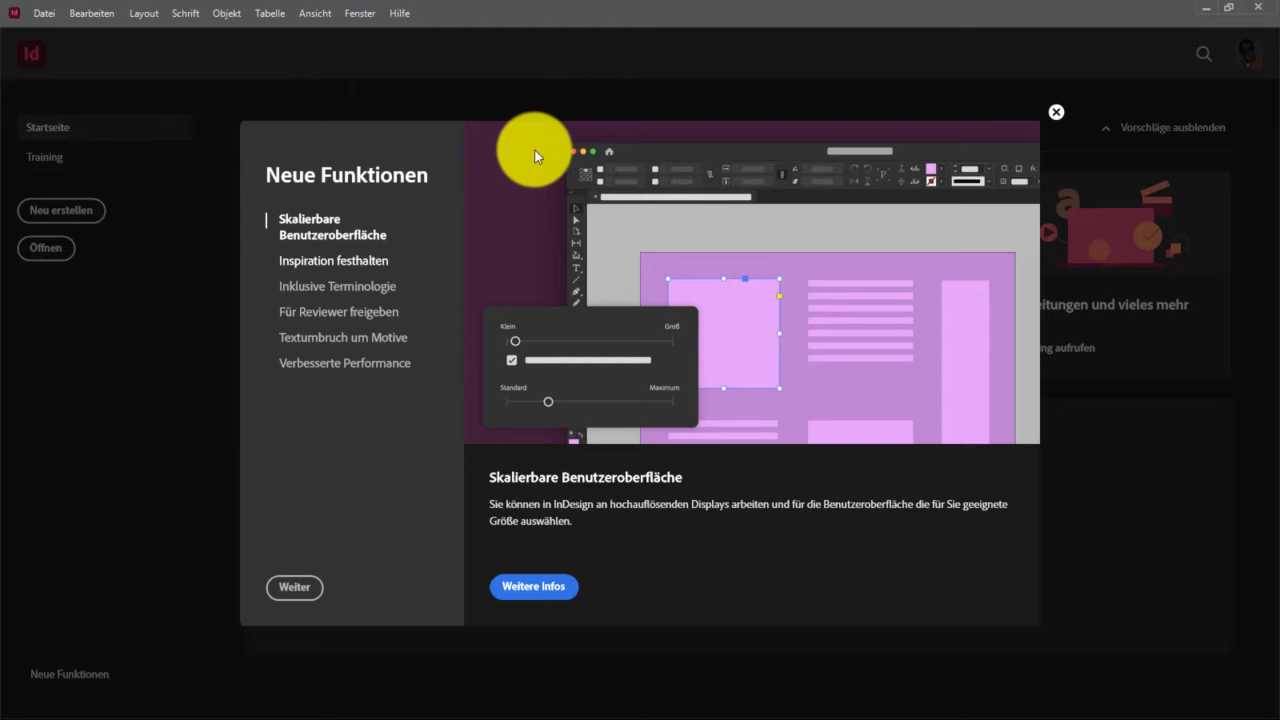 Id Datei Bearbeiten Layout Schrift Objekt Tabelle Ansicht Fenster Hilfe
Id
Startseite
Training
Neu erstellen
Öffnen
Vorschläge ausblenden
Neue Funktionen
Skalierbare
Benutzeroberfläche
Inspiration festhalten
Inklusive Terminologie
Für Reviewer freigeben
Textumbruch um Motive
Verbesserte Performance
Weiter
Klein Groß
Standard Maximum
Skalierbare Benutzeroberfläche
Sie können in InDesign an hochauflösenden Displays arbeiten und für die Benutzeroberfläche die für Sie geeignete
Größe auswählen.
Weitere Infos
eitungen und vieles mehr
ng aufrufen
Neue Funktionen